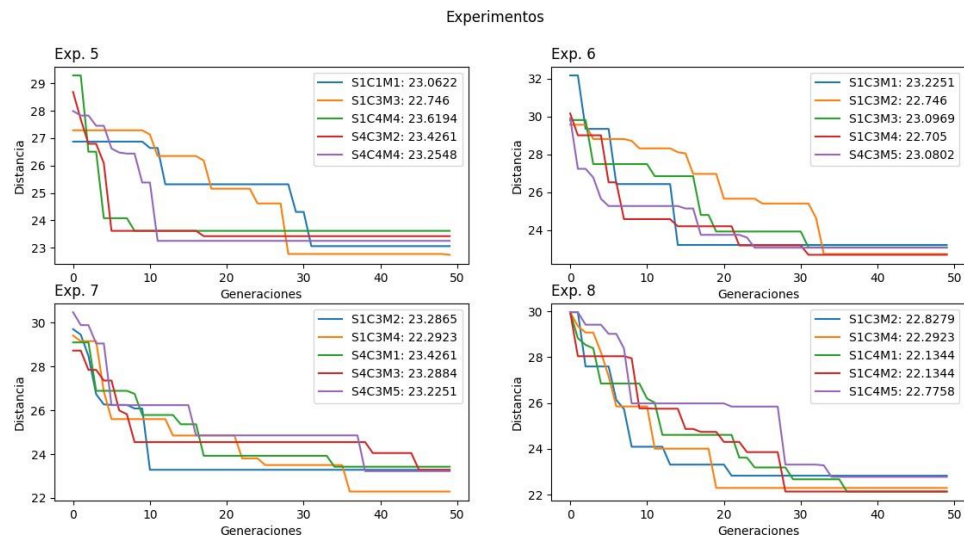 Experimentos
Exp. 5
29
28
27
26
25
24
23
Distancia
0 10 20 30 40 50
Generaciones
S1C1M1: 23.0622
S1C3M3: 22.746
S1C4M4: 23.6194
S4C3M2: 23.4261
S4C4M4: 23.2548
Exp. 6
32
30
28
26
24
Distancia
0 10 20 30 40 50
Generaciones
S1C3M1: 23.2251
S1C3M2: 22.746
S1C3M3: 23.0969
S1C3M4: 22.705
S4C3M5: 23.0802
Exp. 7
30
28
26
24
22
Distancia
0 10 20 30 40 50
Generaciones
S1C3M2: 23.2865
S1C3M4: 22.2923
S4C3M1: 23.4261
S4C3M3: 23.2884
S4C3M5: 23.2251
Exp. 8
30
28
26
24
22
Distancia
0 10 20 30 40 50
Generaciones
S1C3M2: 22.8279
S1C3M4: 22.2923
S1C4M1: 22.1344
S1C4M2: 22.1344
S1C4M5: 22.7758